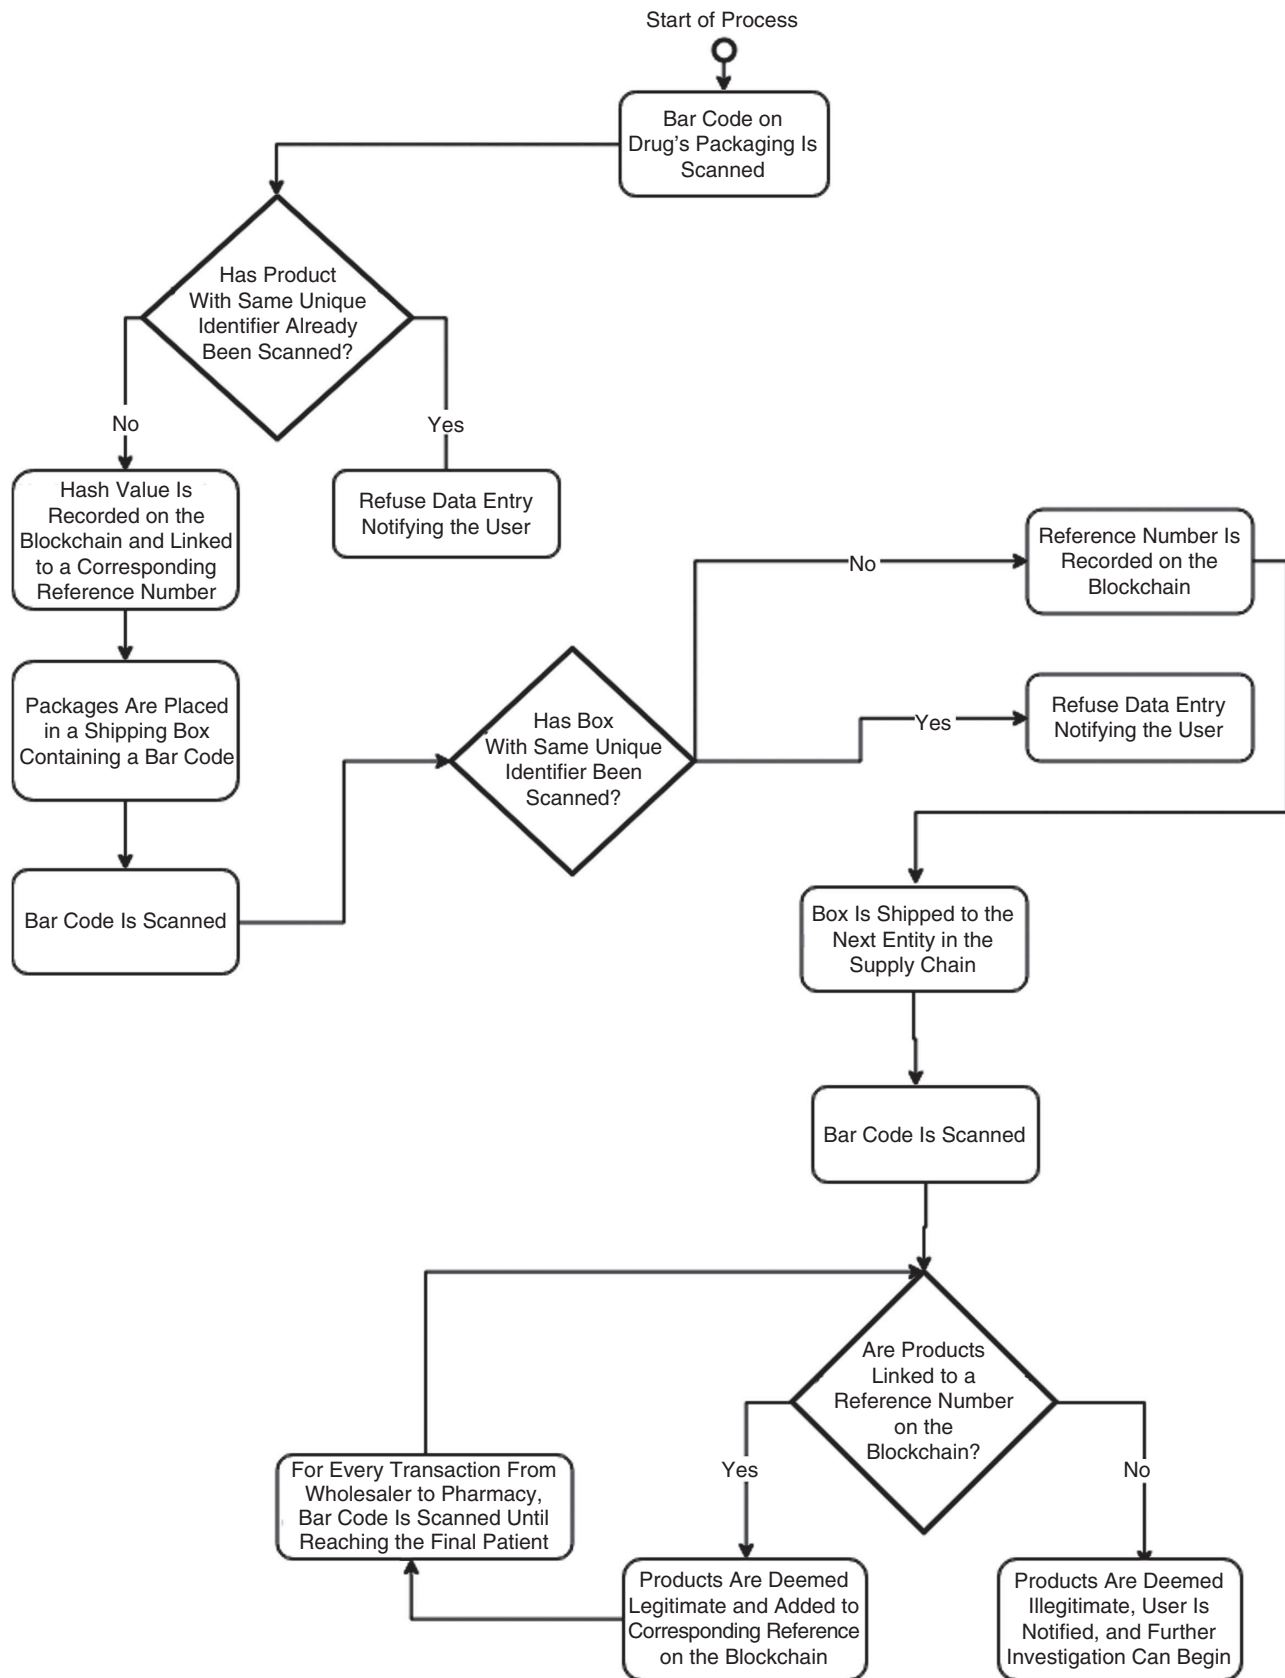 Start of Process
Bar Code on
Drug's Packaging Is
Scanned
Has Product
With Same Unique
Identifier Already
Been Scanned?
No
Yes
Hash Value Is
Recorded on the
Blockchain and Linked
to a Corresponding
Reference Number
Refuse Data Entry
Notifying the User
Packages Are Placed
in a Shipping Box
Containing a Bar Code
Bar Code Is Scanned
Has Box
With Same Unique
Identifier Been
Scanned?
No
Reference Number Is
Recorded on the
Blockchain
Yes
Refuse Data Entry
Notifying the User
Box Is Shipped to the
Next Entity in the
Supply Chain
Bar Code Is Scanned
Are Products
Linked to a
Reference Number
on the
Blockchain?
Yes
No
For Every Transaction From
Wholesaler to Pharmacy,
Bar Code Is Scanned Until
Reaching the Final Patient
Products Are Deemed
Legitimate and Added to
Corresponding Reference
on the Blockchain
Products Are Deemed
Illegitimate, User Is
Notified, and Further
Investigation Can Begin